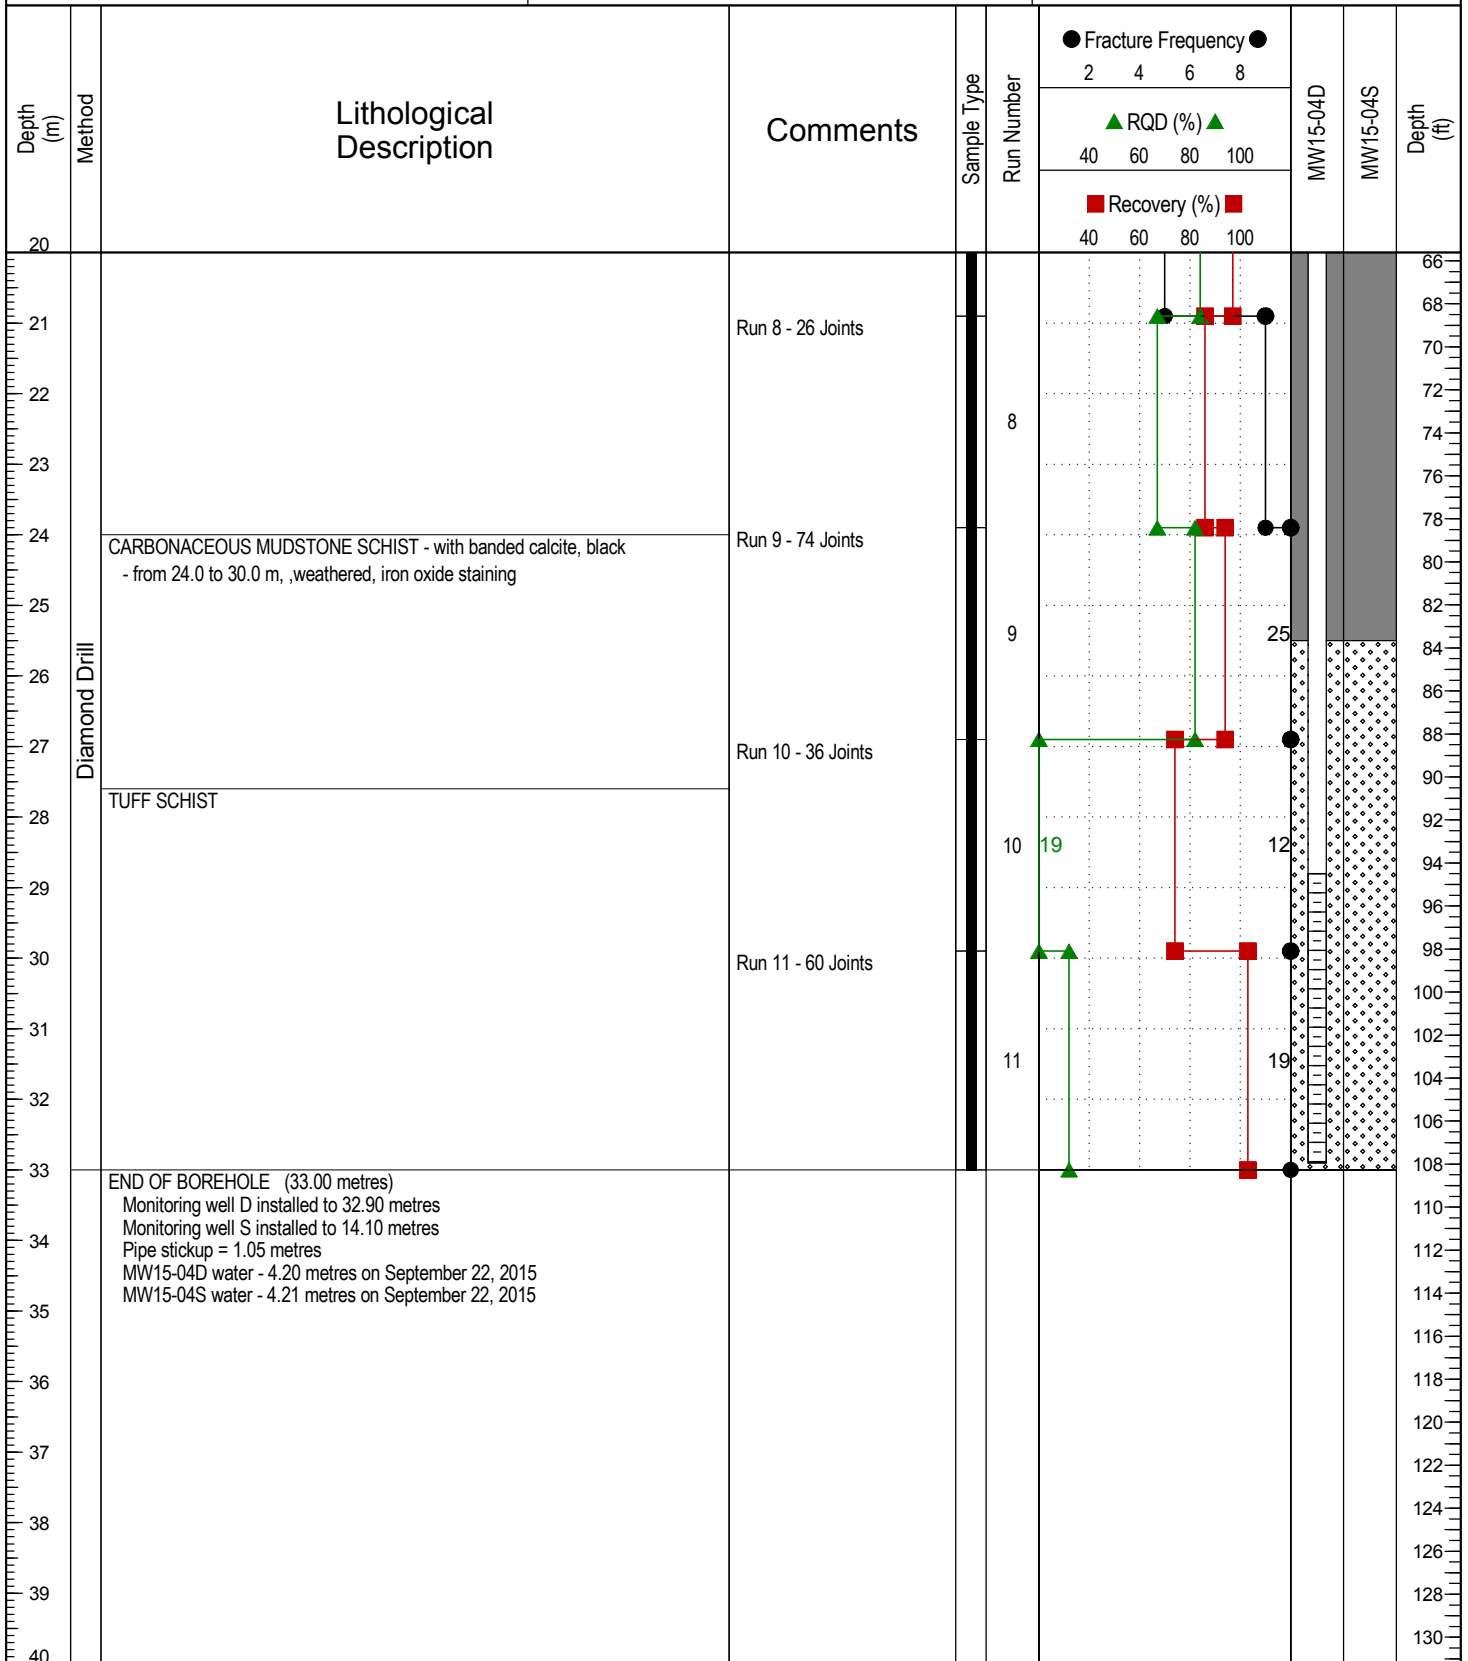 Depth
(m)
Method
Lithological
Description
Comments
Sample Type
Run Number
Fracture Frequency
2 4 6 8
RQD (%)
40 60 80 100
Recovery (%)
40 60 80 100
MW15-04D
MW15-04S
Depth
(ft)
20
66
68
21
Run 8 - 26 Joints
70
22
72
8
74
23
76
78
24
CARBONACEOUS MUDSTONE SCHIST - with banded calcite, black
- from 24.0 to 30.0 m, ,weathered, iron oxide staining
Run 9 - 74 Joints
80
25
82
9
25
84
Diamond Drill
26
86
27
Run 10 - 36 Joints
88
90
TUFF SCHIST
28
92
10
19
12
94
29
96
98
30
Run 11 - 60 Joints
100
31
102
11
19
104
32
106
33
108
END OF BOREHOLE (33.00 metres)
Monitoring well D installed to 32.90 metres
110
Monitoring well S installed to 14.10 metres
34
Pipe stickup = 1.05 metres
112
MW15-04D water - 4.20 metres on September 22, 2015
MW15-04S water - 4.21 metres on September 22, 2015
114
35
116
36
118
120
37
122
124
38
126
39
128
130
40